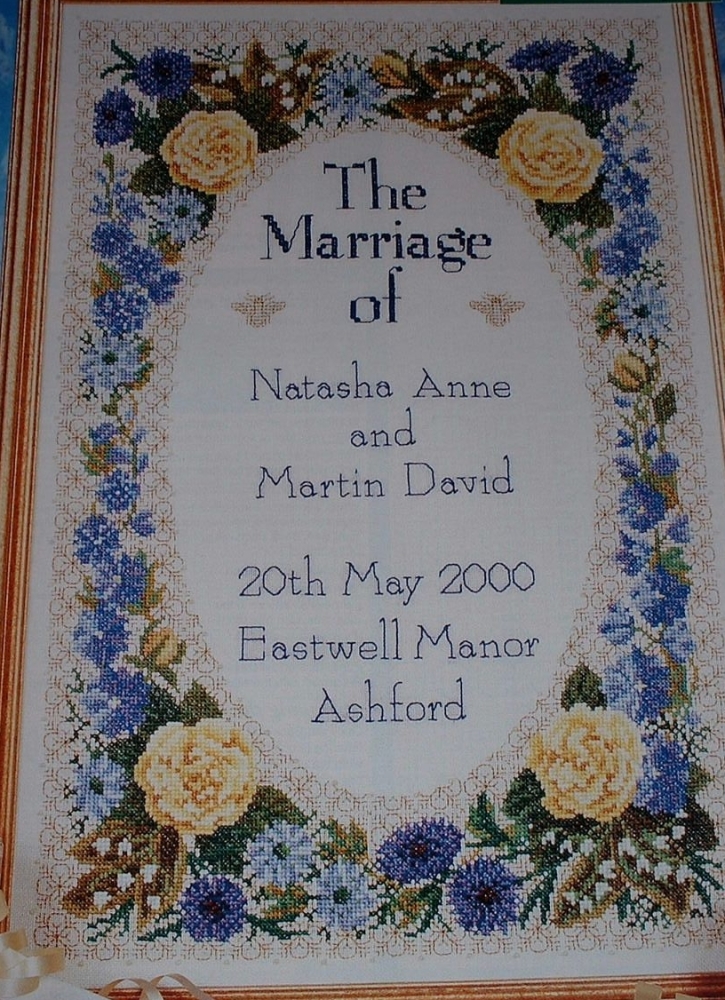 The
Marriage
of
Natasha Anne
and
Martin David
20th May 2000
Eastwell Manor
Ashford